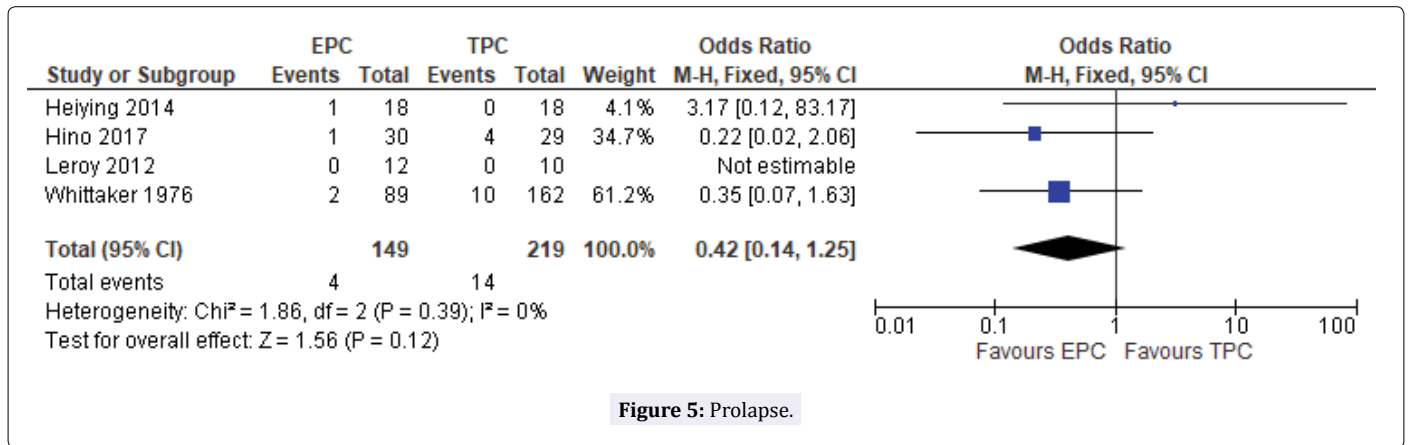 EPC TPC Odds Ratio Odds Ratio
Study or Subgroup Events Total Events Total Weight M-H, Fixed, 95% CI M-H, Fixed, 95% CI
Heiying 2014 1 18 0 18 4.1% 3.17 [0.12, 83.17]
Hino 2017 1 30 4 29 34.7% 0.22 [0.02, 2.06]
Leroy 2012 0 12 0 10 Not estimable
Whittaker 1976 2 89 10 162 61.2% 0.35 [0.07, 1.63]
Total (95% CI) 149 219 100.0% 0.42 [0.14, 1.25]
Total events 4 14
Heterogeneity: Chi² = 1.86, df = 2 (P = 0.39); I² = 0%
Test for overall effect: Z = 1.56 (P = 0.12)
0.01 0.1 1 10 100
Favours EPC Favours TPC
Figure 5: Prolapse.